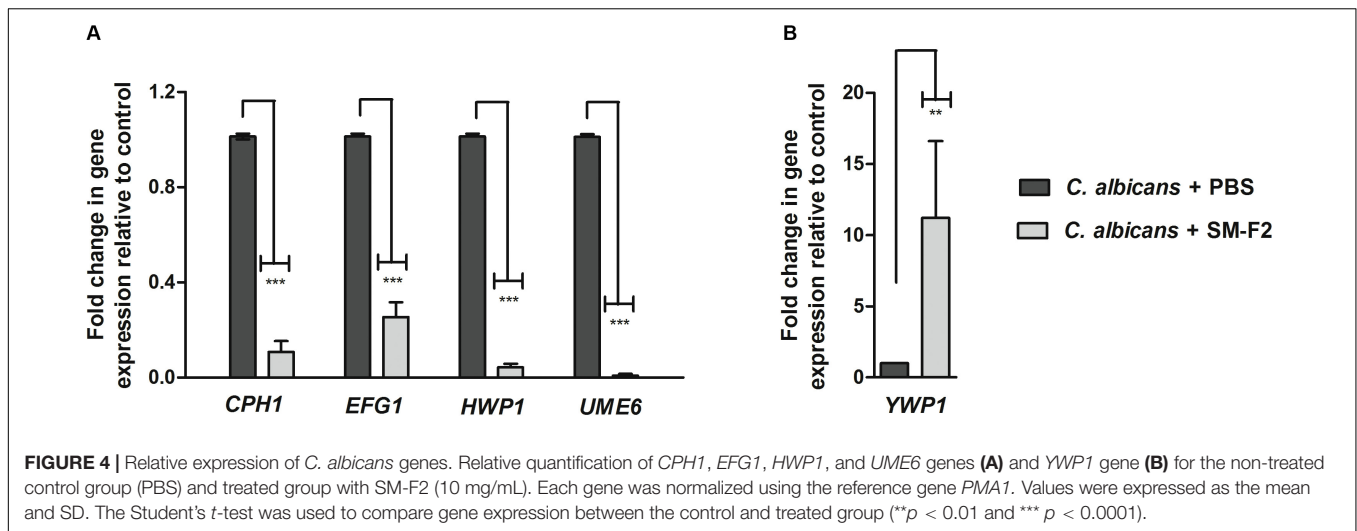 A
Fold change in gene
expression relative to control
1.2
0.8
0.4
0.0
***
***
***
***
CPH1
EFG1
HWP1
UME6
B
Fold change in gene
expression relative to control
20
15
10
5
0
**
YWP1
C. albicans + PBS
C. albicans + SM-F2
FIGURE 4 | Relative expression of C. albicans genes. Relative quantification of CPH1, EFG1, HWP1, and UME6 genes (A) and YWP1 gene (B) for the non-treated
control group (PBS) and treated group with SM-F2 (10 mg/mL). Each gene was normalized using the reference gene PMA1. Values were expressed as the mean
and SD. The Student's t-test was used to compare gene expression between the control and treated group (**p < 0.01 and *** p < 0.0001).